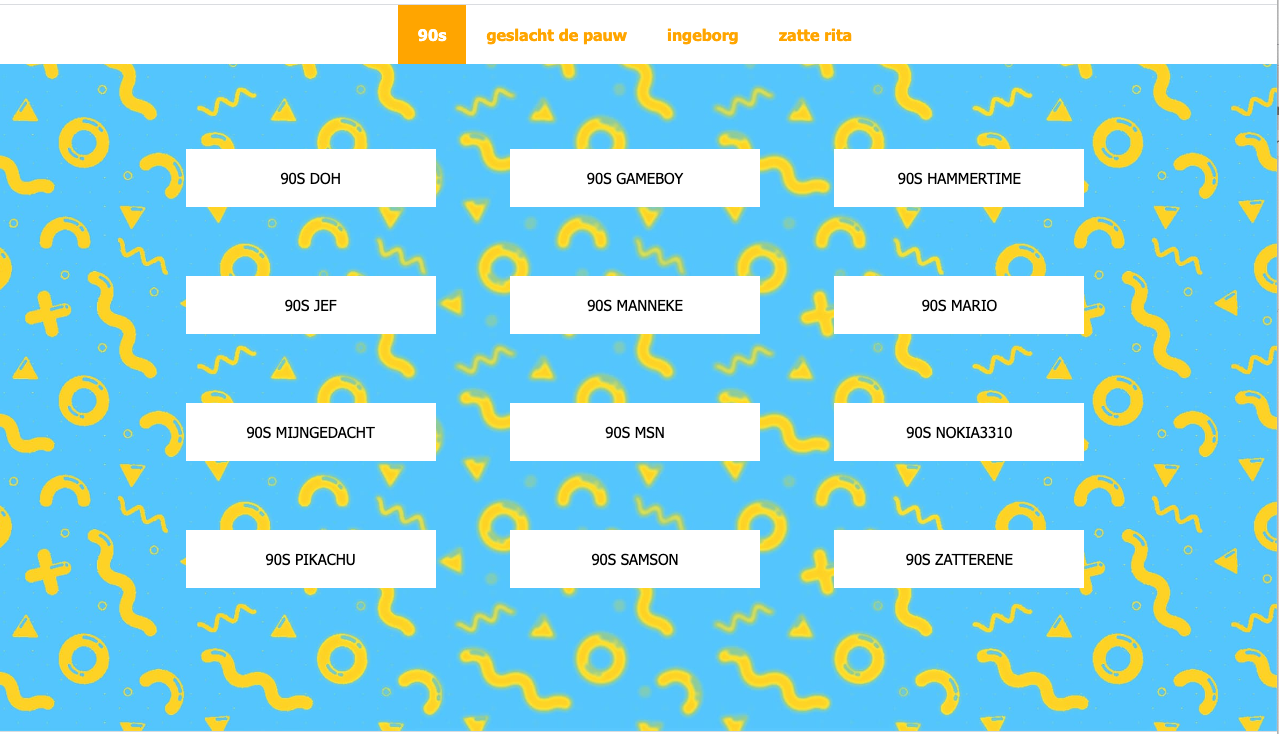 90s geslacht de pauw ingeborg zatte rita
90S DOH 90S GAMEBOY 90S HAMMERTIME
90S JEF 90S MANNEKE 90S MARIO
90S MIJNGEDACHT 90S MSN 90S NOKIA3310
90S PIKACHU 90S SAMSON 90S ZATTERENE